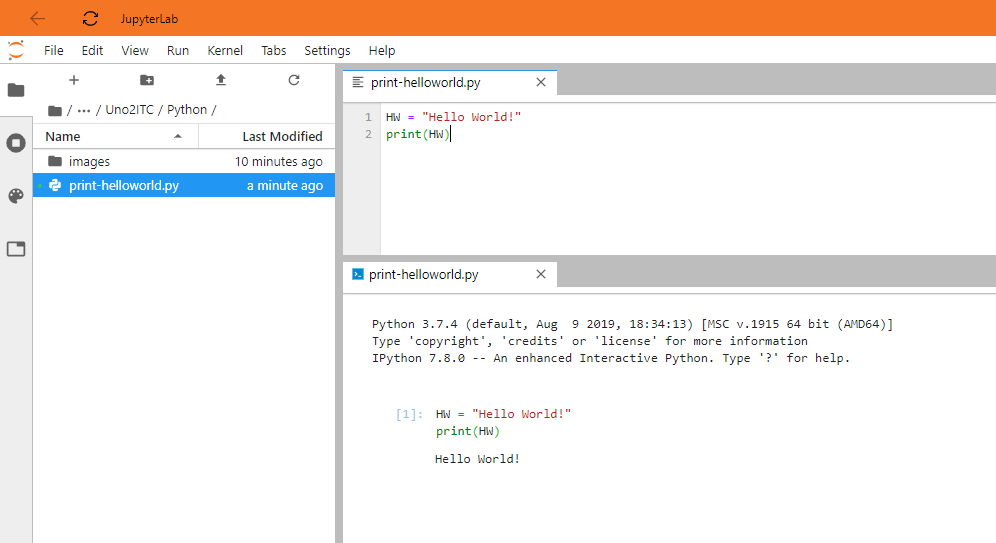 JupyterLab
File Edit View Run Kernel Tabs Settings Help
/ ··· / Uno2ITC / Python /
Name Last Modified
images 10 minutes ago
print-helloworld.py a minute ago
print-helloworld.py
1 HW = "Hello World!"
2 print(HW)
print-helloworld.py
Python 3.7.4 (default, Aug  9 2019, 18:34:13) [MSC v.1915 64 bit (AMD64)]
Type 'copyright', 'credits' or 'license' for more information
IPython 7.8.0 -- An enhanced Interactive Python. Type '?' for help.
[1]: HW = "Hello World!"
print(HW)
Hello World!